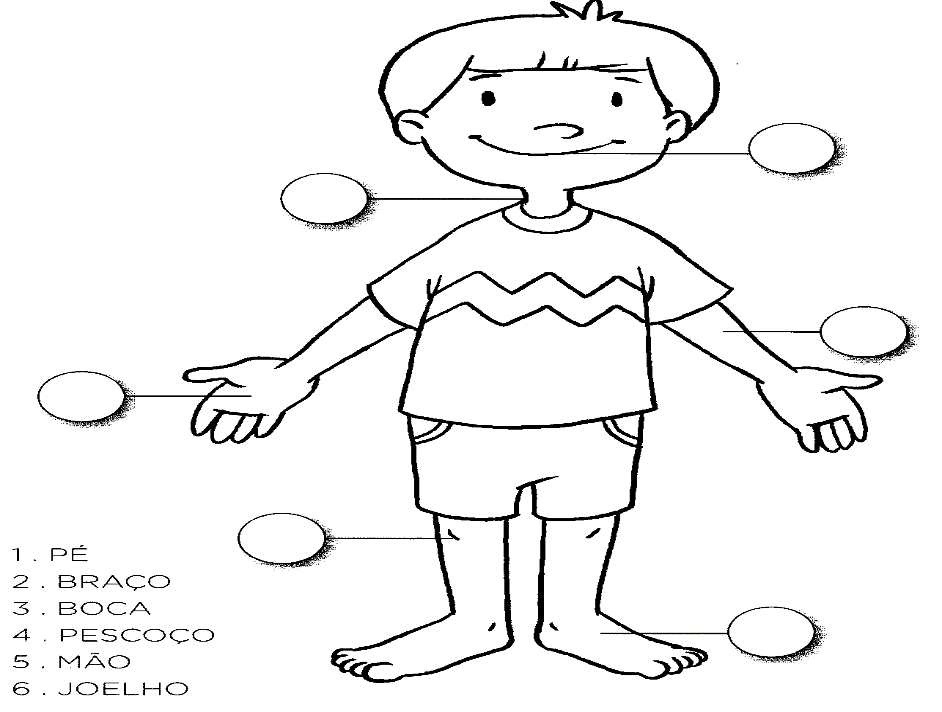 1 . PÉ
2 . BRAÇO
3 . BOCA
4 . PESCOÇO
5 . MÃO
6 . JOELHO